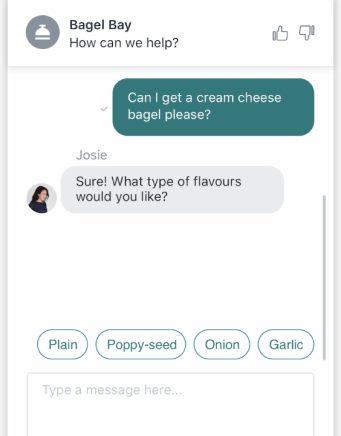 Bagel Bay
How can we help?
Can I get a cream cheese
bagel please?
Josie
Sure! What type of flavours
would you like?
Plain
Poppy-seed
Onion
Garlic
Type a message here...